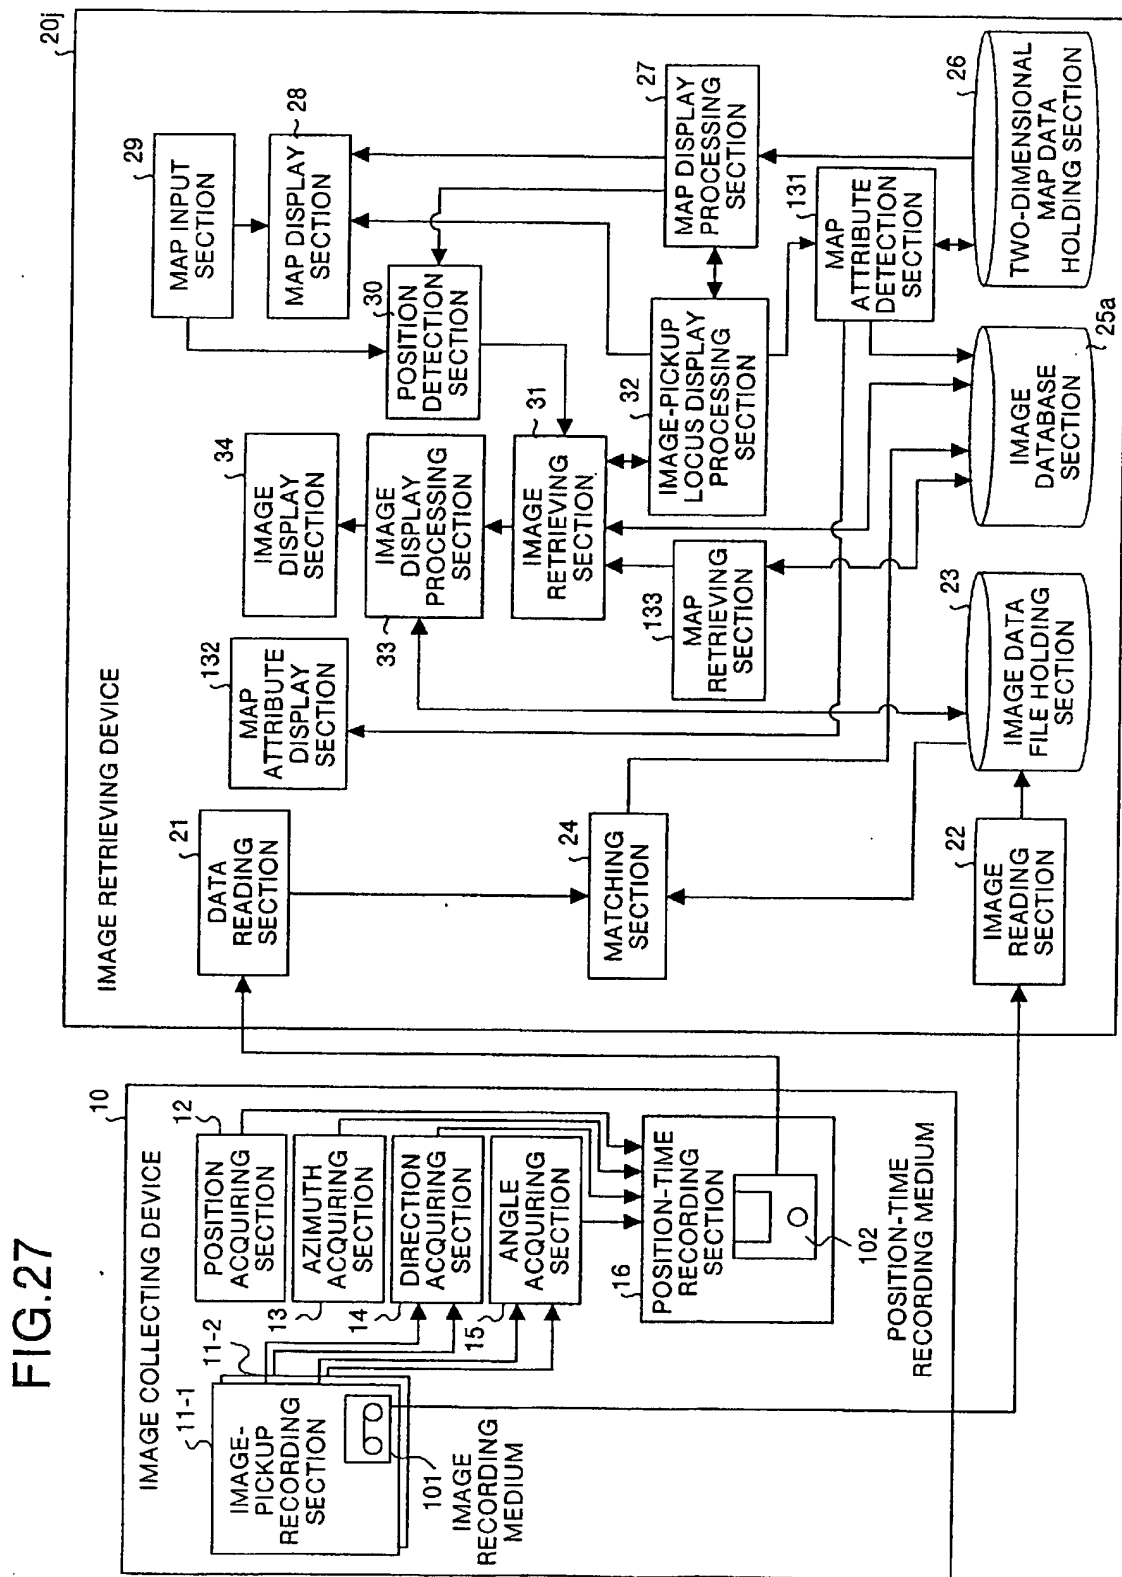 FIG.27
IMAGE COLLECTING DEVICE
10
11-1
11-2
IMAGE-
PICKUP
RECORDING
SECTION
101
IMAGE
RECORDING
MEDIUM
12
POSITION
ACQUIRING
SECTION
13
AZIMUTH
ACQUIRING
SECTION
14
DIRECTION
ACQUIRING
SECTION
15
ANGLE
ACQUIRING
SECTION
16
POSITION-TIME
RECORDING
SECTION
102
POSITION-TIME
RECORDING MEDIUM
IMAGE RETRIEVING DEVICE
20j
21
DATA
READING
SECTION
132
MAP
ATTRIBUTE
DISPLAY
SECTION
34
IMAGE
DISPLAY
SECTION
29
MAP INPUT
SECTION
28
MAP DISPLAY
SECTION
33
IMAGE
DISPLAY
PROCESSING
SECTION
30
POSITION
DETECTION
SECTION
31
IMAGE
RETRIEVING
SECTION
24
MATCHING
SECTION
133
MAP
RETRIEVING
SECTION
32
IMAGE-PICKUP
LOCUS DISPLAY
PROCESSING
SECTION
27
MAP DISPLAY
PROCESSING
SECTION
131
MAP
ATTRIBUTE
DETECTION
SECTION
22
IMAGE
READING
SECTION
23
IMAGE DATA
FILE HOLDING
SECTION
25a
IMAGE
DATABASE
SECTION
26
TWO-DIMENSIONAL
MAP DATA
HOLDING SECTION